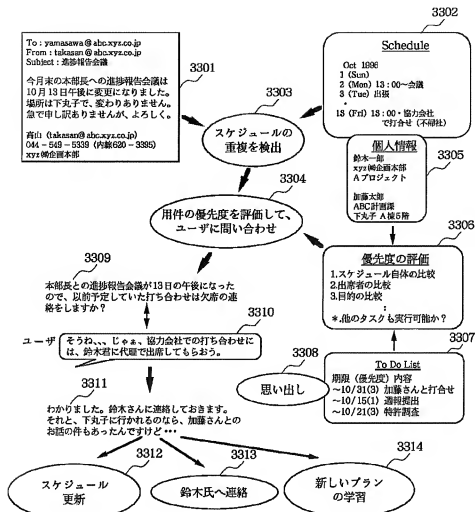 To : yamasawa@abc.xyz.co.jp
From : takasan@abc.xyz.co.jp
Subject : 進捗報告会議
今月末の本部長への進捗報告会議は
10月13日午後に変更になりました。
場所は下丸子で、変わりありません。
急で申し訳ありませんが、よろしく。
高山 (takasan@abc.xyz.co.jp)
044-549-5339 (内線620-3395)
xyz㈱企画本部
3301
3302
Schedule
Oct 1996
1 (Sun)
2 (Mon) 13:00～会議
3 (Tue) 出張
・
13 (Fri) 13:00・協力会社
で打合せ (不帰社)
3303
スケジュールの
重複を検出
個人情報
鈴木一郎
xyz㈱企画本部
Aプロジェクト
加藤太郎
ABC計画課
下丸子 A棟5階
3305
3304
用件の優先度を評価して、
ユーザに問い合わせ
3306
優先度の評価
1.スケジュール自体の比較
2.出席者の比較
3.目的の比較
:
*.他のタスクも実行可能か?
3309
本部長との進捗報告会議が13日の午後になった
ので、以前予定していた打ち合わせは欠席の連
絡をしますか?
3310
ユーザ
そうね、、、じゃぁ、協力会社での打ち合わせに
は、鈴木君に代理で出席してもらおう。
3307
To Do List
期限 (優先度) 内容
～10/31(3) 加藤さんと打合せ
～10/15(1) 週報提出
～10/21(3) 特許調査
3308
思い出し
3311
わかりました。鈴木さんに連絡しておきます。
それと、下丸子に行かれるのなら、加藤さんとの
お話の件もあったんですけど・・・
3312
スケジュール
更新
3313
鈴木氏へ連絡
3314
新しいプラン
の学習